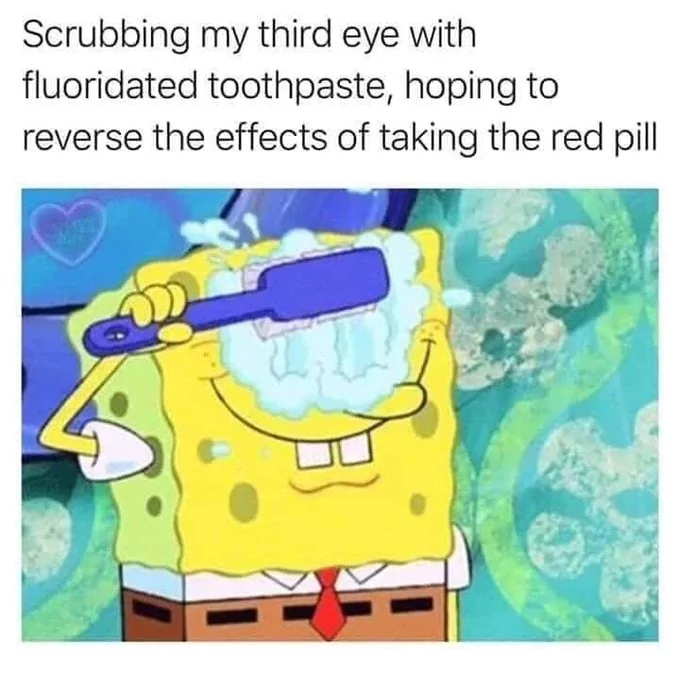 Scrubbing my third eye with
fluoridated toothpaste, hoping to
reverse the effects of taking the red pill